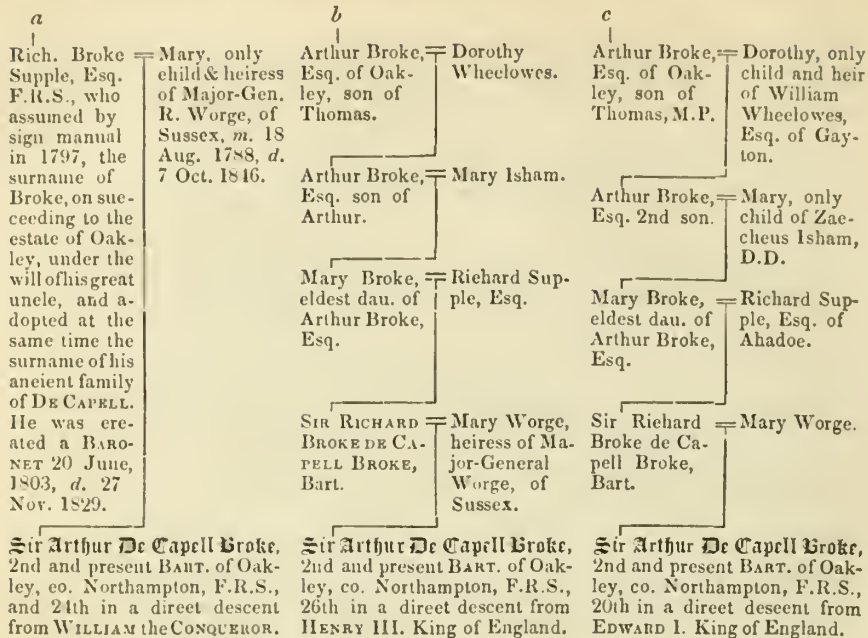 a
Rich. Broke
Supple, Esq.
F.R.S., who
assumed by
sign manual
in 1797, the
surname of
Broke, on suc-
ceeding to the
estate of Oak-
ley, under the
will of his great
uncle, and a-
dopted at the
same time the
surname of his
ancient family
of DE CAPELL.
He was cre-
ated a BARO-
NET 20 June,
1803, d. 27
Nov. 1829.
Mary, only
child & heiress
of Major-Gen.
R. Worge, of
Sussex, m. 18
Aug. 1788, d.
7 Oct. 1846.
Sir Arthur De Capell Broke,
2nd and present BART. of Oak-
ley, co. Northampton, F.R.S.,
and 24th in a direct descent
from WILLIAM the CONQUEROR.
b
Arthur Broke,
Esq. of Oak-
ley, son of
Thomas.
Dorothy
Wheelowes.
Arthur Broke,
Esq. son of
Arthur.
Mary Isham.
Mary Broke,
eldest dau. of
Arthur Broke,
Esq.
Richard Sup-
ple, Esq.
SIR RICHARD
BROKE DE CA-
PELL BROKE,
Bart.
Mary Worge,
heiress of Ma-
jor-General
Worge, of
Sussex.
Sir Arthur De Capell Broke,
2nd and present BART. of Oak-
ley, co. Northampton, F.R.S.,
26th in a direct descent from
HENRY III. King of England.
c
Arthur Broke,
Esq. of Oak-
ley, son of
Thomas, M.P.
Dorothy, only
child and heir
of William
Wheelowes,
Esq. of Gay-
ton.
Arthur Broke,
Esq. 2nd son.
Mary, only
child of Zac-
cheus Isham,
D.D.
Mary Broke,
eldest dau. of
Arthur Broke,
Esq.
Richard Sup-
ple, Esq. of
Ahadoe.
Sir Richard
Broke de Ca-
pell Broke,
Bart.
Mary Worge.
Sir Arthur De Capell Broke,
2nd and present BART. of Oak-
ley, co. Northampton, F.R.S.,
20th in a direct descent from
EDWARD I. King of England.